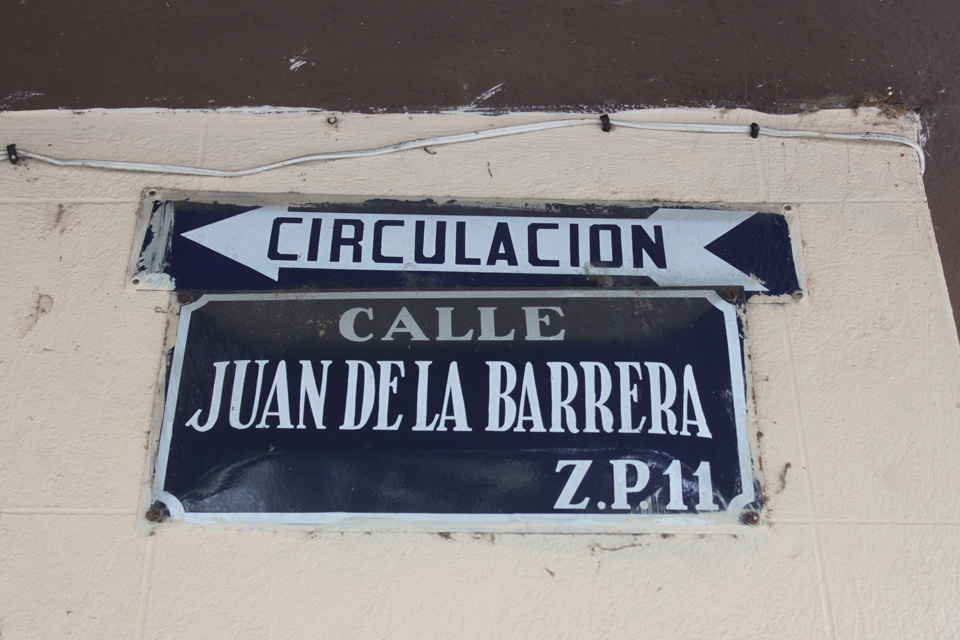 CIRCULACION
CALLE
JUAN DE LA BARRERA
Z.P11